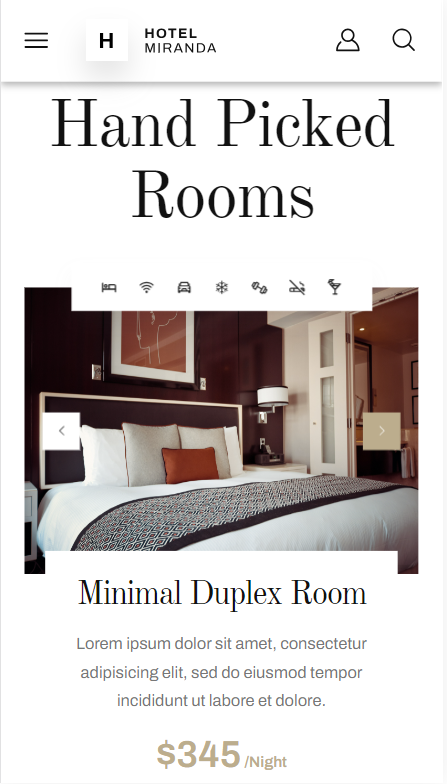 H
HOTEL
MIRANDA
Hand Picked
Rooms
Minimal Duplex Room
Lorem ipsum dolor sit amet, consectetur
adipisicing elit, sed do eiusmod tempor
incididunt ut labore et dolore.
$345 /Night